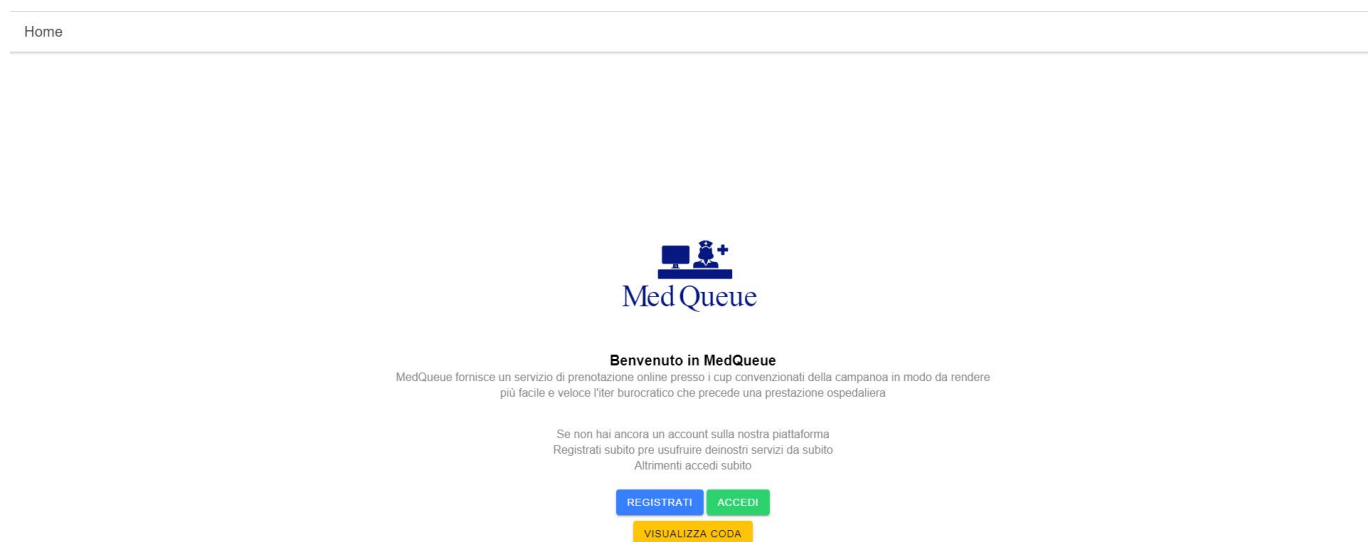 Home
Med Queue
Benvenuto in MedQueue
MedQueue fornisce un servizio di prenotazione online presso i cup convenzionati della campanoa in modo da rendere
più facile e veloce l'iter burocratico che precede una prestazione ospedaliera
Se non hai ancora un account sulla nostra piattaforma
Registrati subito pre usufruire deinostri servizi da subito
Altrimenti accedi subito
REGISTRATI ACCEDI
VISUALIZZA CODA